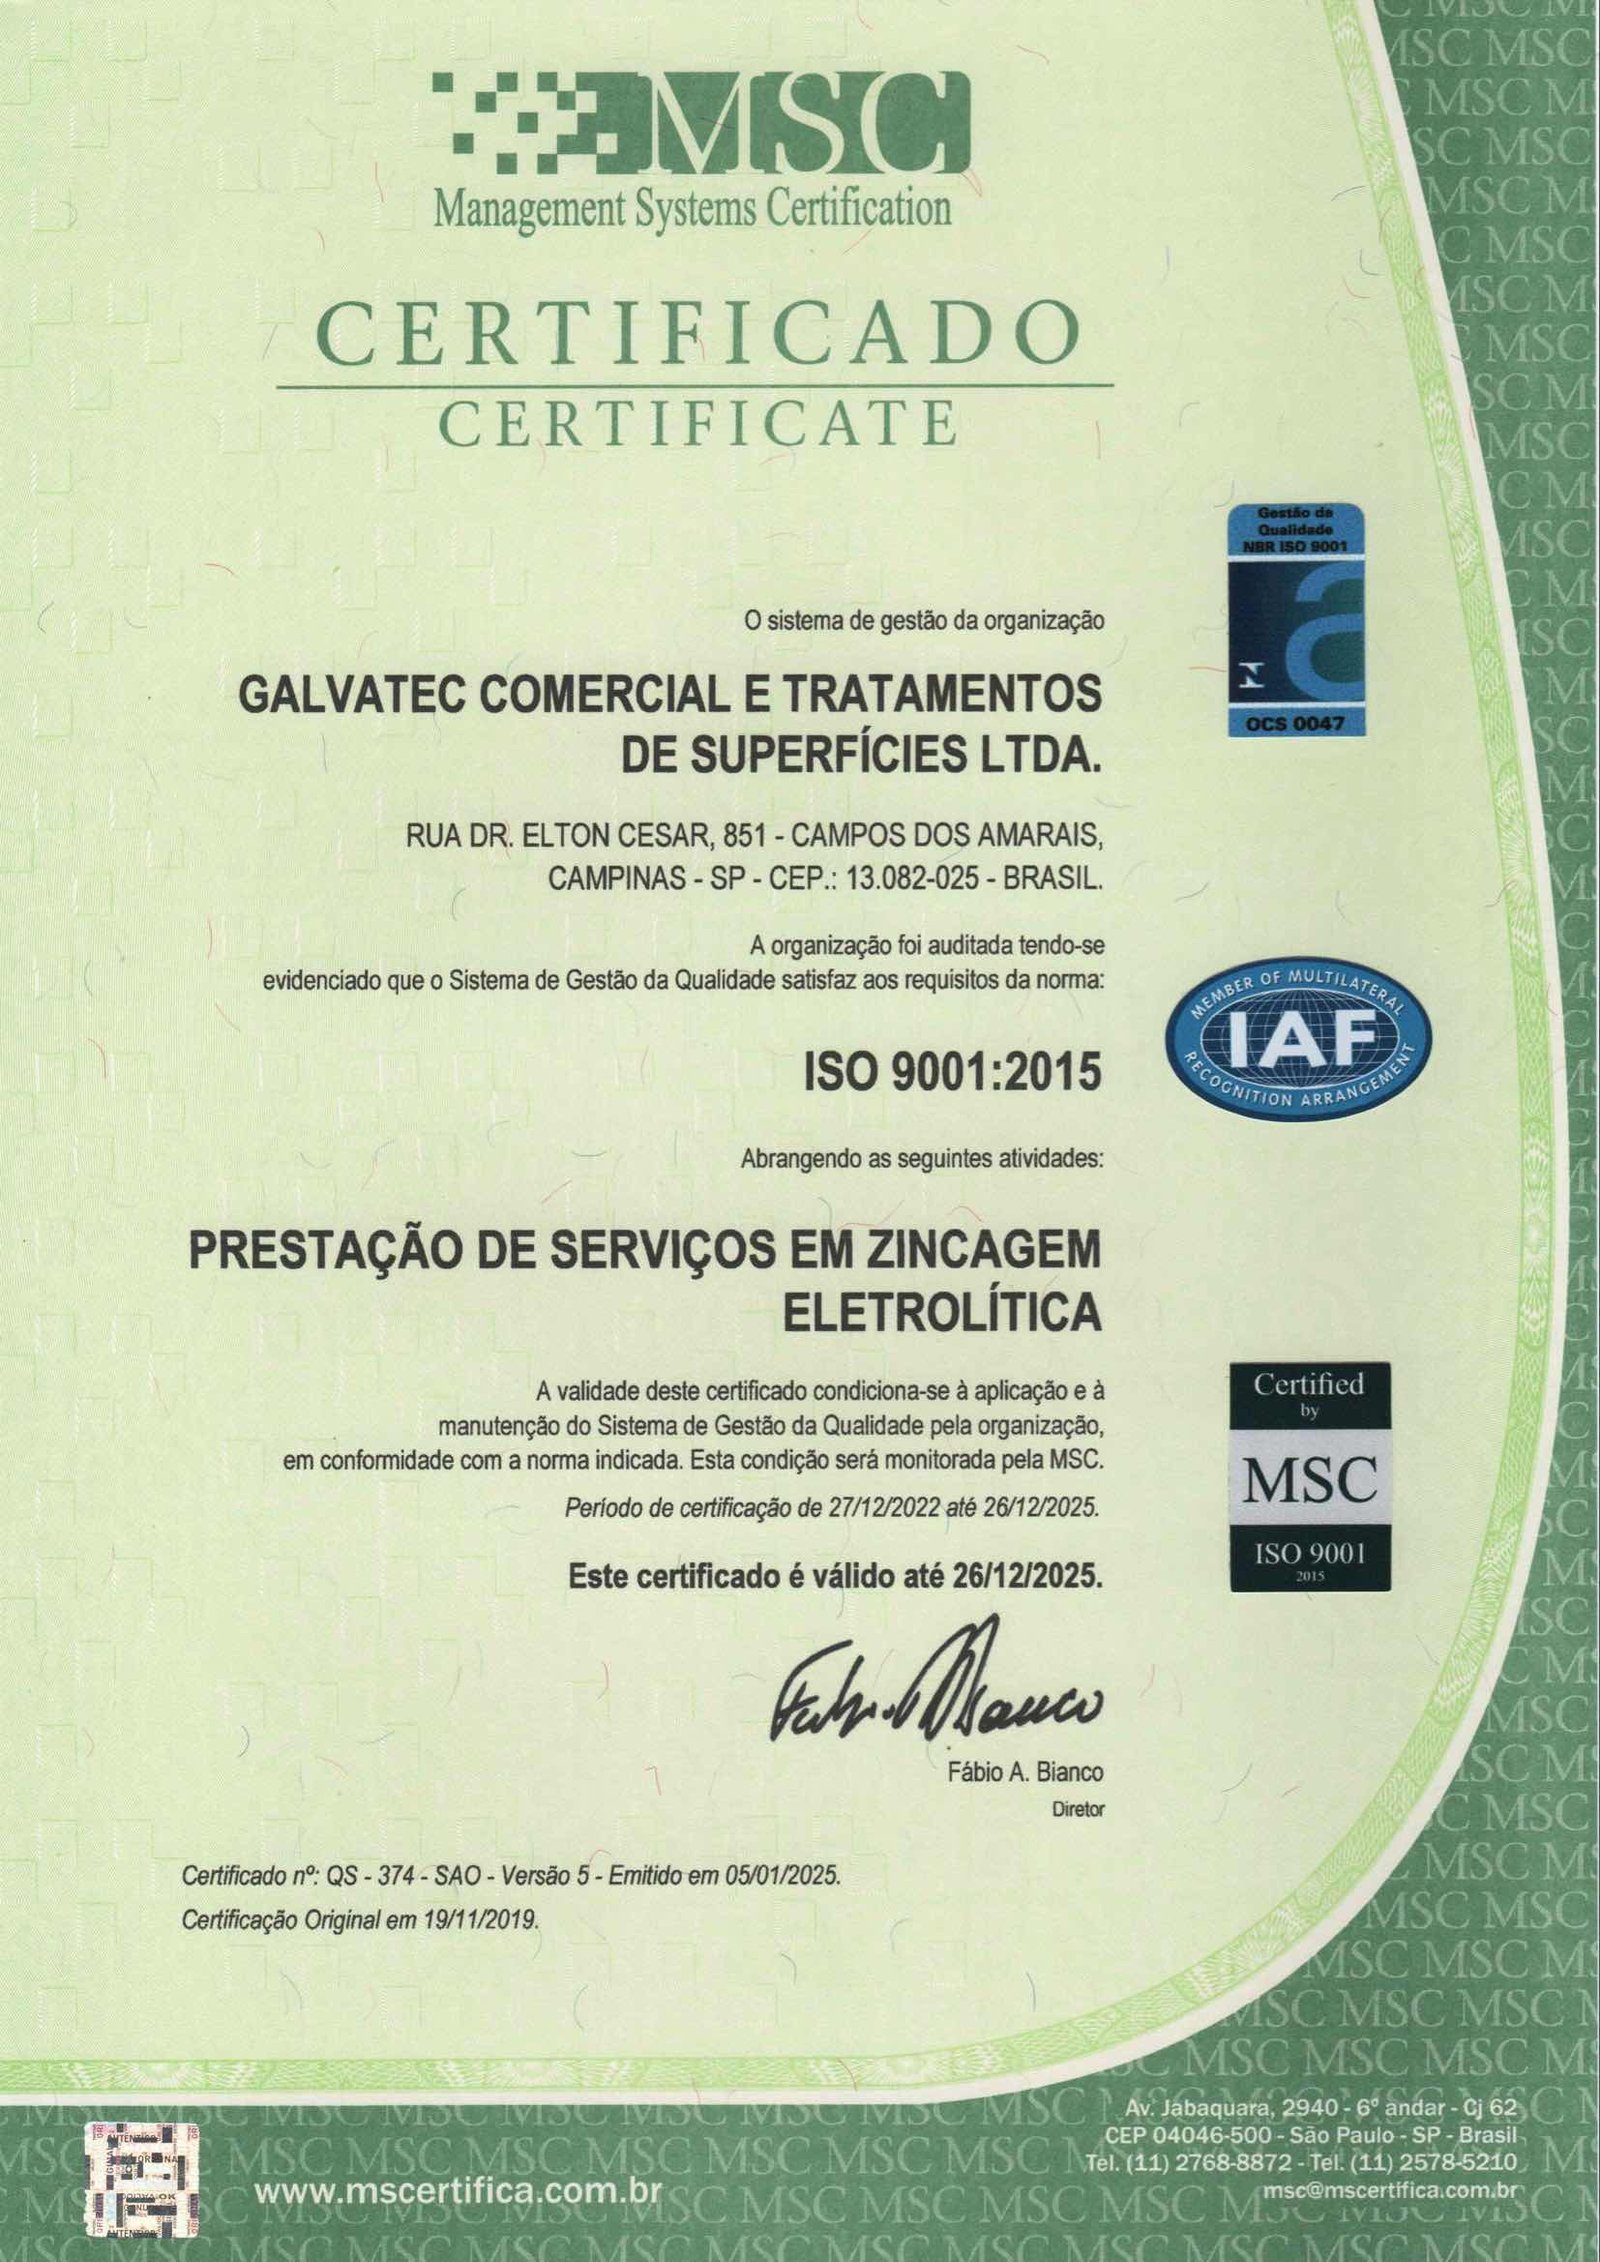 MSC
Management Systems Certification
CERTIFICADO
CERTIFICATE
Gestão da
Qualidade
NBR ISO 9001
OCS 0047
O sistema de gestão da organização
GALVATEC COMERCIAL E TRATAMENTOS
DE SUPERFÍCIES LTDA.
RUA DR. ELTON CESAR, 851 - CAMPOS DOS AMARAIS,
CAMPINAS - SP - CEP.: 13.082-025 - BRASIL.
A organização foi auditada tendo-se
evidenciado que o Sistema de Gestão da Qualidade satisfaz aos requisitos da norma:
MEMBER OF MULTILATERAL
IAF
RECOGNITION ARRANGEMENT
ISO 9001:2015
Abrangendo as seguintes atividades:
PRESTAÇÃO DE SERVIÇOS EM ZINCAGEM
ELETROLÍTICA
Certified
by
MSC
ISO 9001
2015
A validade deste certificado condiciona-se à aplicação e à
manutenção do Sistema de Gestão da Qualidade pela organização,
em conformidade com a norma indicada. Esta condição será monitorada pela MSC.
Período de certificação de 27/12/2022 até 26/12/2025.
Este certificado é válido até 26/12/2025.
Fábio A. Bianco
Diretor
Certificado nº: QS - 374 - SAO - Versão 5 - Emitido em 05/01/2025.
Certificação Original em 19/11/2019.
www.mscertifica.com.br
Av. Jabaquara, 2940 - 6º andar - Cj 62
CEP 04046-500 - São Paulo - SP - Brasil
Tel. (11) 2768-8872 - Tel. (11) 2578-5210
msc@mscertifica.com.br